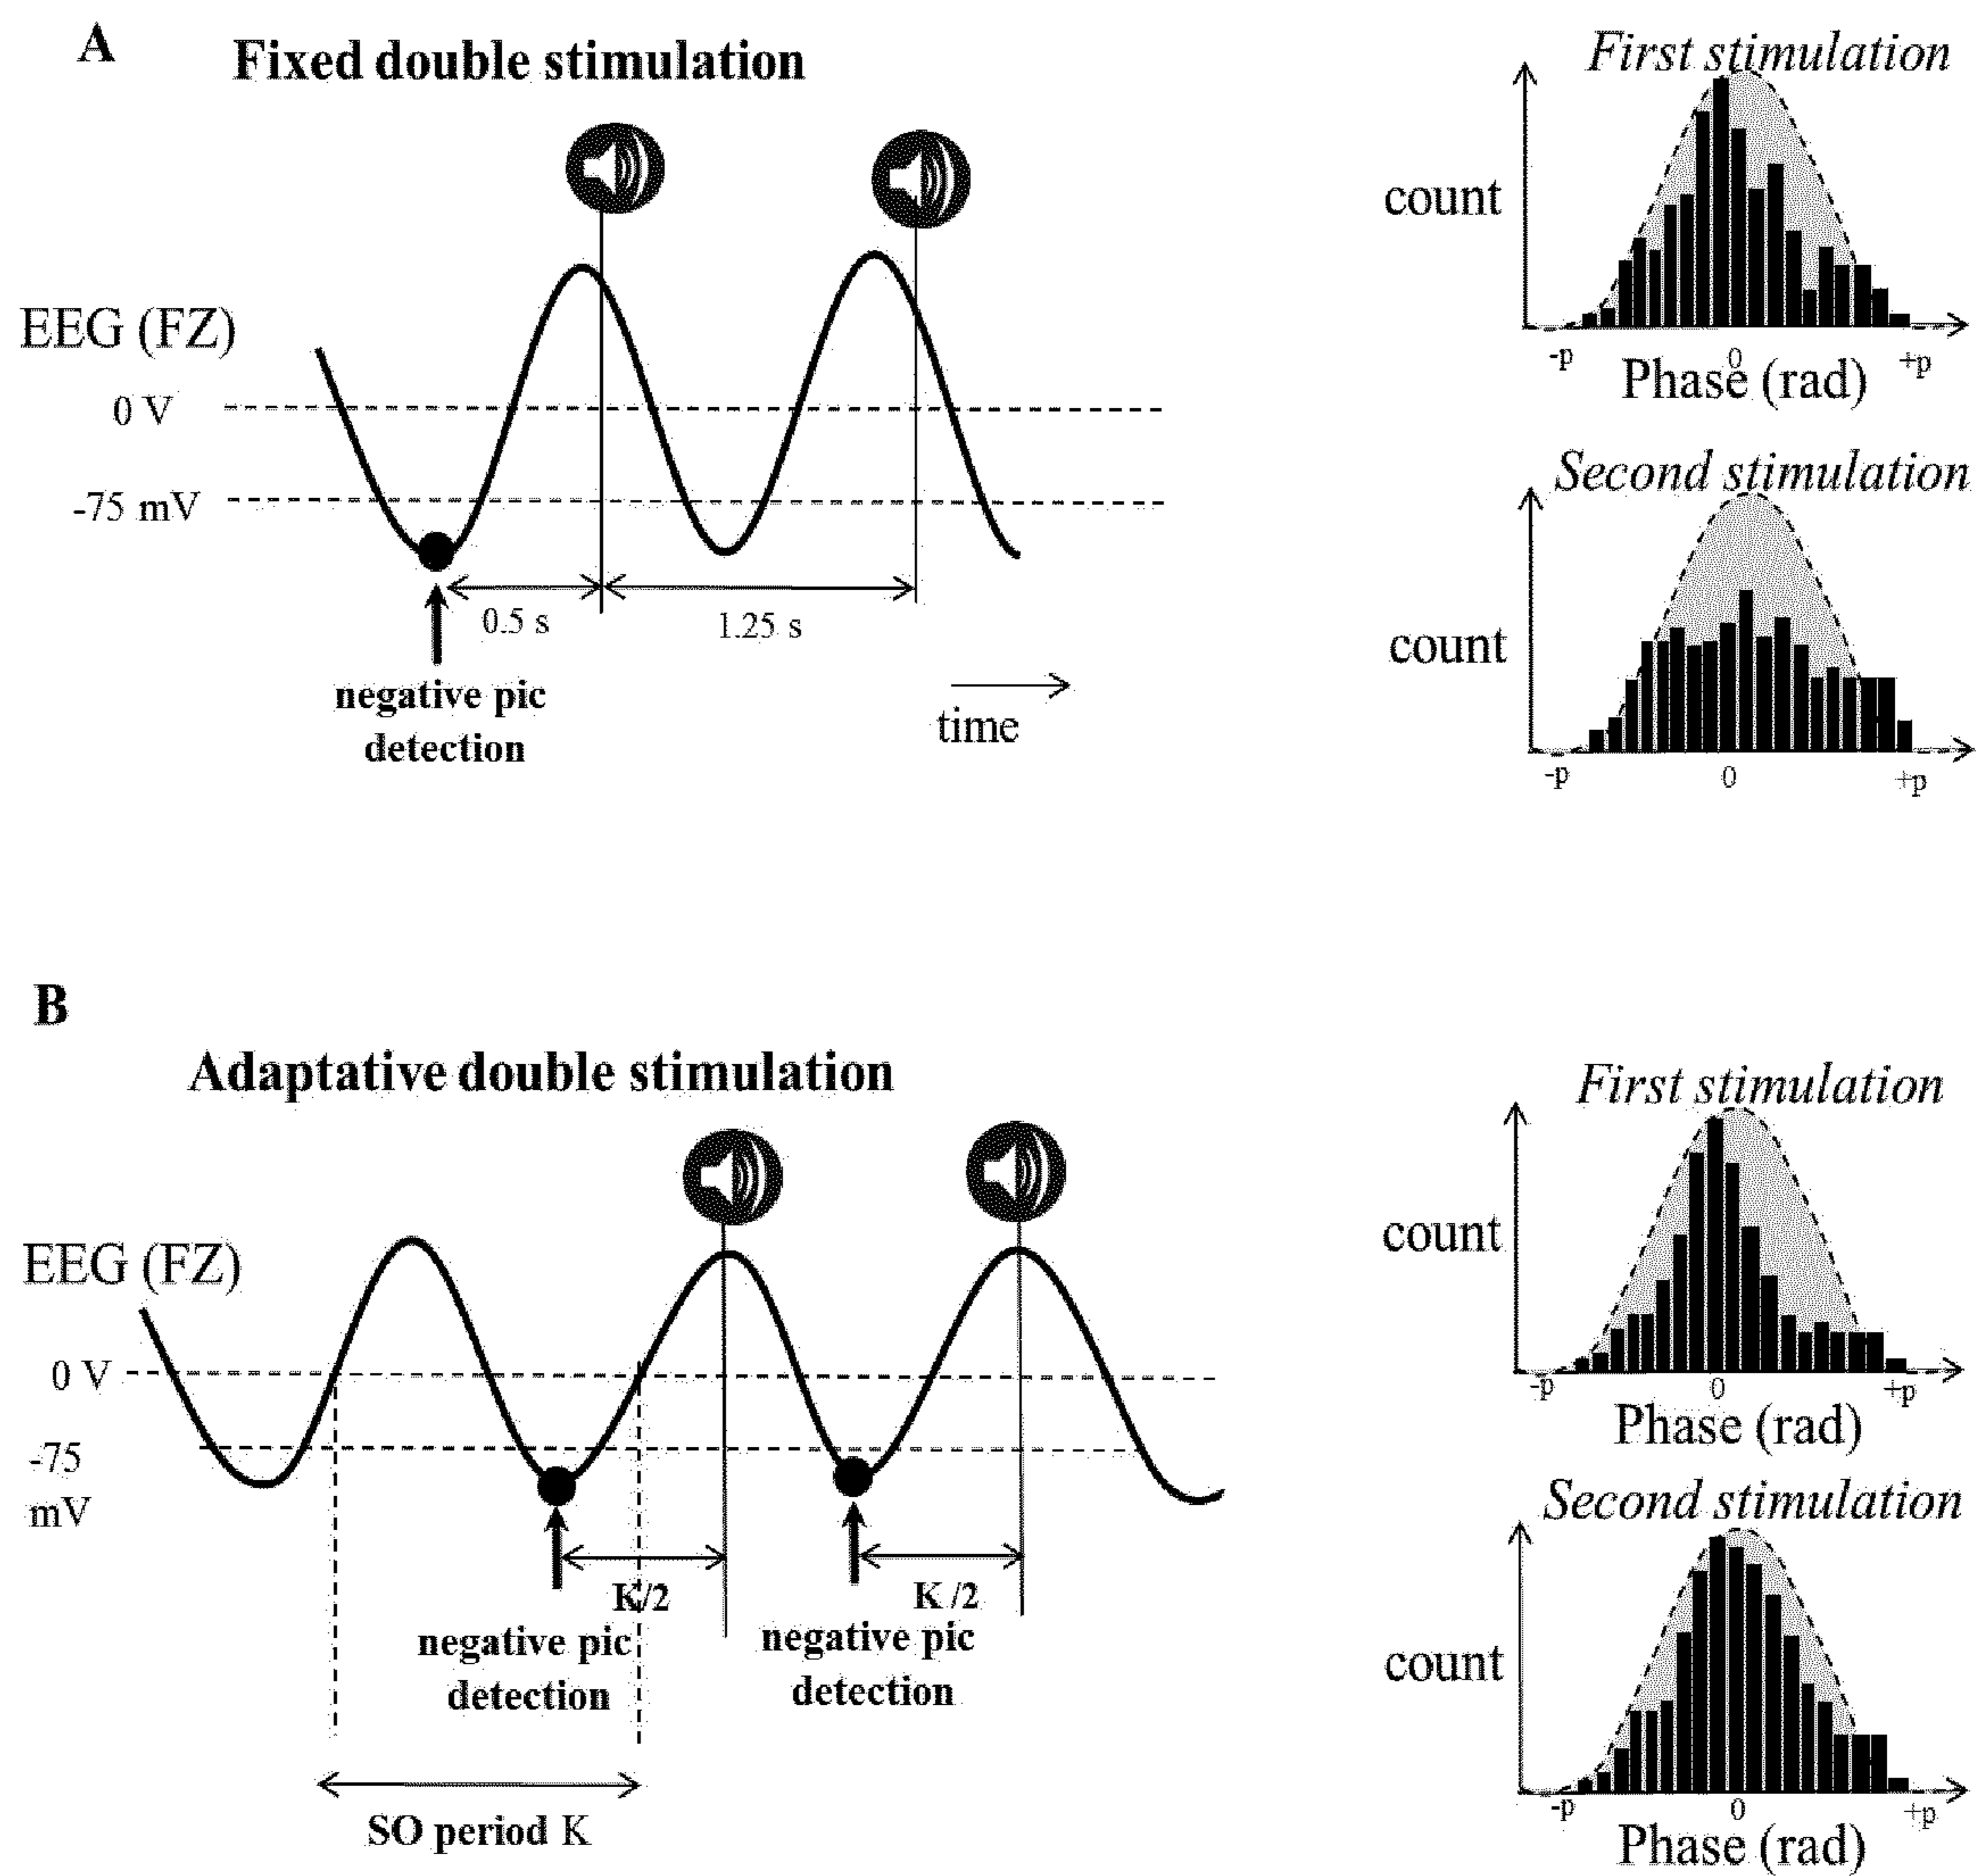 A
Fixed double stimulation
EEG (FZ)
0 V
-75 mV
0.5 s
1.25 s
negative pic
detection
time
First stimulation
count
-p
0
+p
Phase (rad)
Second stimulation
count
-p
0
+p
B
Adaptative double stimulation
EEG (FZ)
0 V
-75
mV
K/2
K /2
negative pic
detection
negative pic
detection
SO period K
First stimulation
count
-p
0
+p
Phase (rad)
Second stimulation
count
-p
0
+p
Phase (rad)